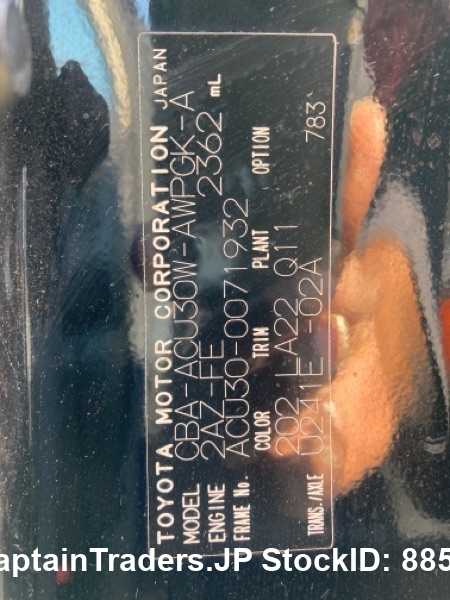 TOYOTA MOTOR CORPORATION JAPAN
MODEL CBA-ACU30W-AWPGK-A
ENGINE 2AZ-FE 2362 mL
FRAME No. ACU30-0071932
COLOR TRIM PLANT OPTION
202 LA22 Q11
TRANS./AXLE U241E -02A 783
aptainTraders.JP StockID: 885